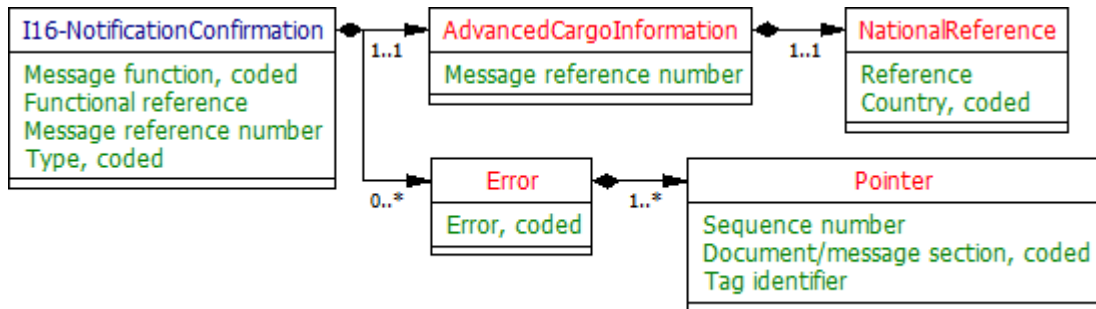 I16-NotificationConfirmation
Message function, coded
Functional reference
Message reference number
Type, coded
1..1
AdvancedCargoInformation
Message reference number
1..1
NationalReference
Reference
Country, coded
0..*
Error
Error, coded
1..*
Pointer
Sequence number
Document/message section, coded
Tag identifier